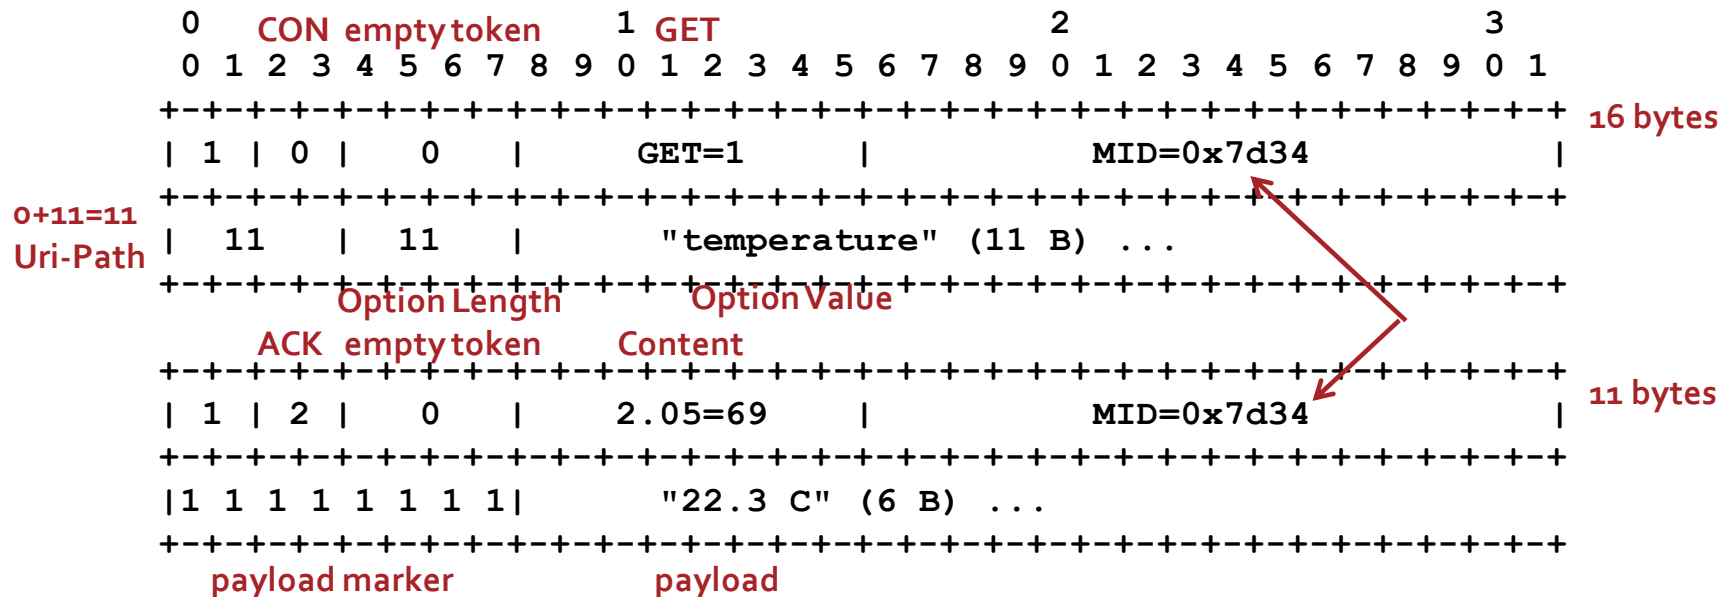 0 CON empty token 1 GET 2 3
0 1 2 3 4 5 6 7 8 9 0 1 2 3 4 5 6 7 8 9 0 1 2 3 4 5 6 7 8 9 0 1
+-+-+-+-+-+-+-+-+-+-+-+-+-+-+-+-+-+-+-+-+-+-+-+-+-+-+-+-+-+-+-+-+
16 bytes
| 1 | 0 | 0 | GET=1 | MID=0x7d34 |
+-+-+-+-+-+-+-+-+-+-+-+-+-+-+-+-+-+-+-+-+-+-+-+-+-+-+-+-+-+-+-+-+
0+11=11
Uri-Path
| 11 | 11 | "temperature" (11 B) ...
+-+-+-+-+-+-+-+-+-+-+-+-+-+-+-+-+-+-+-+-+-+-+-+-+-+-+-+-+-+-+-+-+
Option Length Option Value
ACK empty token Content
+-+-+-+-+-+-+-+-+-+-+-+-+-+-+-+-+-+-+-+-+-+-+-+-+-+-+-+-+-+-+-+-+
11 bytes
| 1 | 2 | 0 | 2.05=69 | MID=0x7d34 |
+-+-+-+-+-+-+-+-+-+-+-+-+-+-+-+-+-+-+-+-+-+-+-+-+-+-+-+-+-+-+-+-+
|1 1 1 1 1 1 1 1| "22.3 C" (6 B) ...
+-+-+-+-+-+-+-+-+-+-+-+-+-+-+-+-+-+-+-+-+-+-+-+-+-+-+-+-+-+-+-+-+
payload marker payload